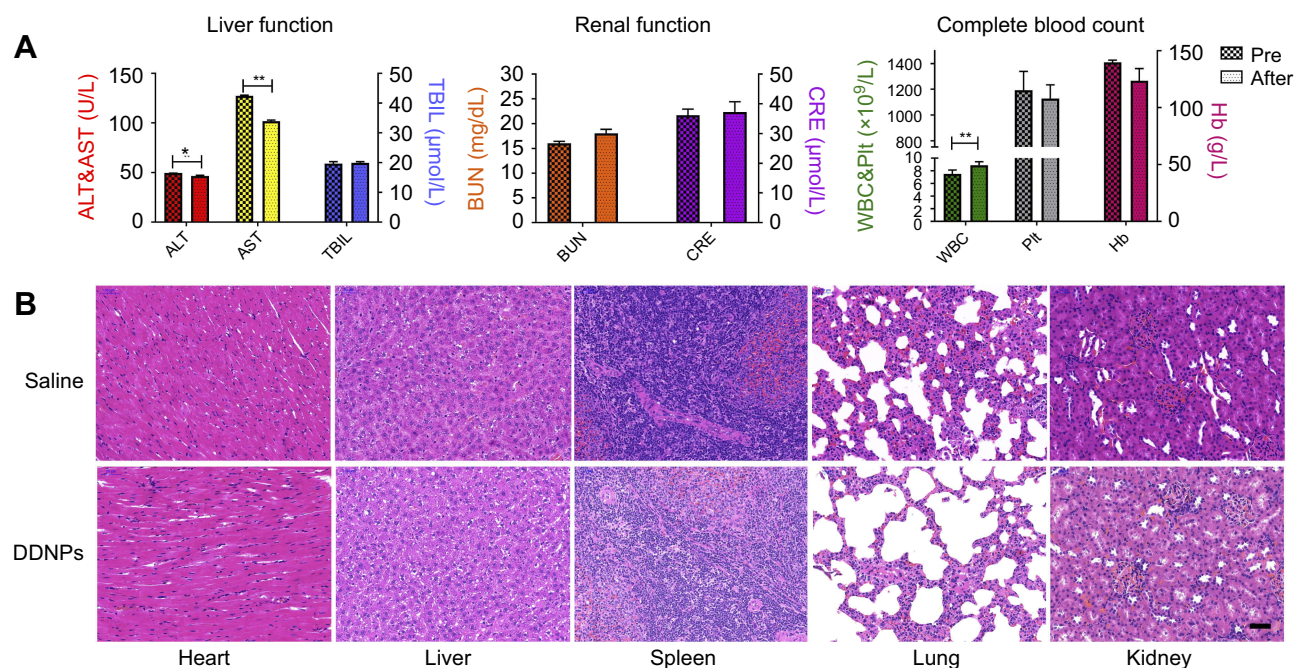 A
Liver function
Renal function
Complete blood count
ALT&AST (U/L)
150
100
50
0
*
**
50
40
30
20
10
0
TBIL (μmol/L)
ALT
AST
TBIL
BUN (mg/dL)
30
25
20
15
10
5
0
50
40
30
20
10
0
CRE (μmol/L)
BUN
CRE
WBC&Plt (×10⁹/L)
1400
1200
1000
800
10
8
6
4
2
0
**
150
100
50
0
Hb (g/L)
Pre
After
WBC
Plt
Hb
B
Saline
DDNPs
Heart
Liver
Spleen
Lung
Kidney